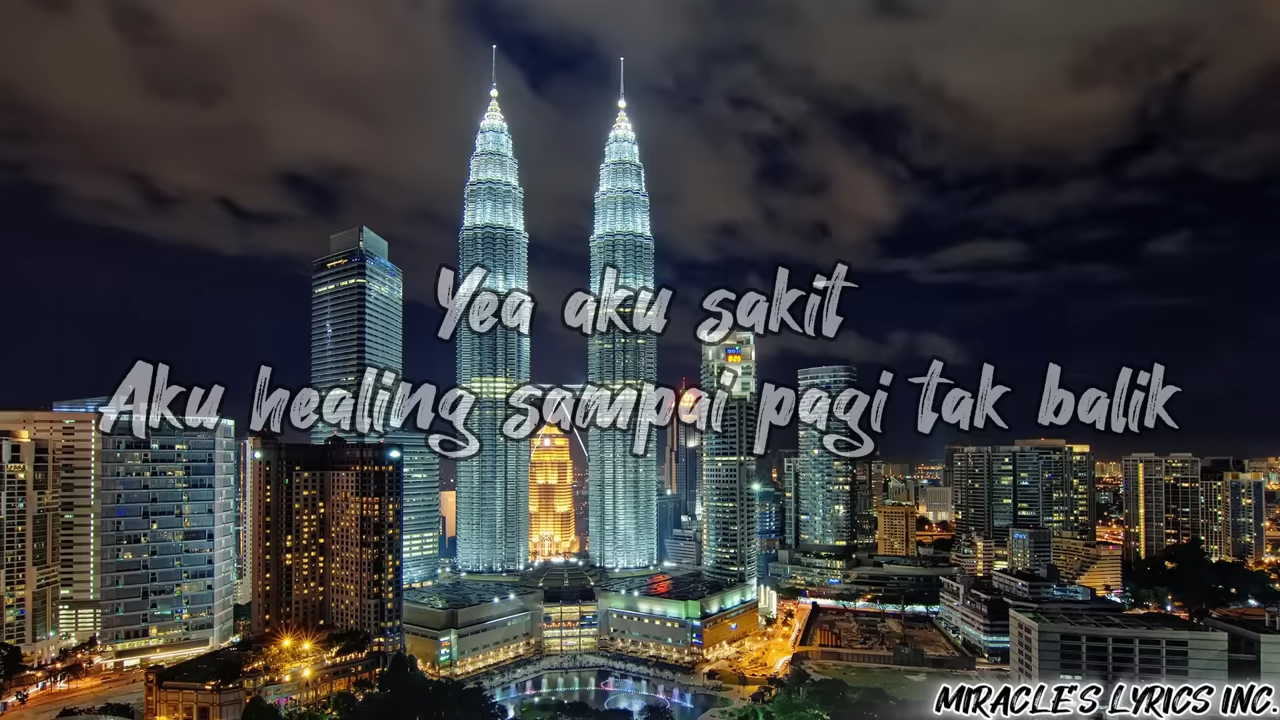 Yea aku sakit
Aku healing sampai pagi tak balik
MIRACLE'S LYRICS INC.